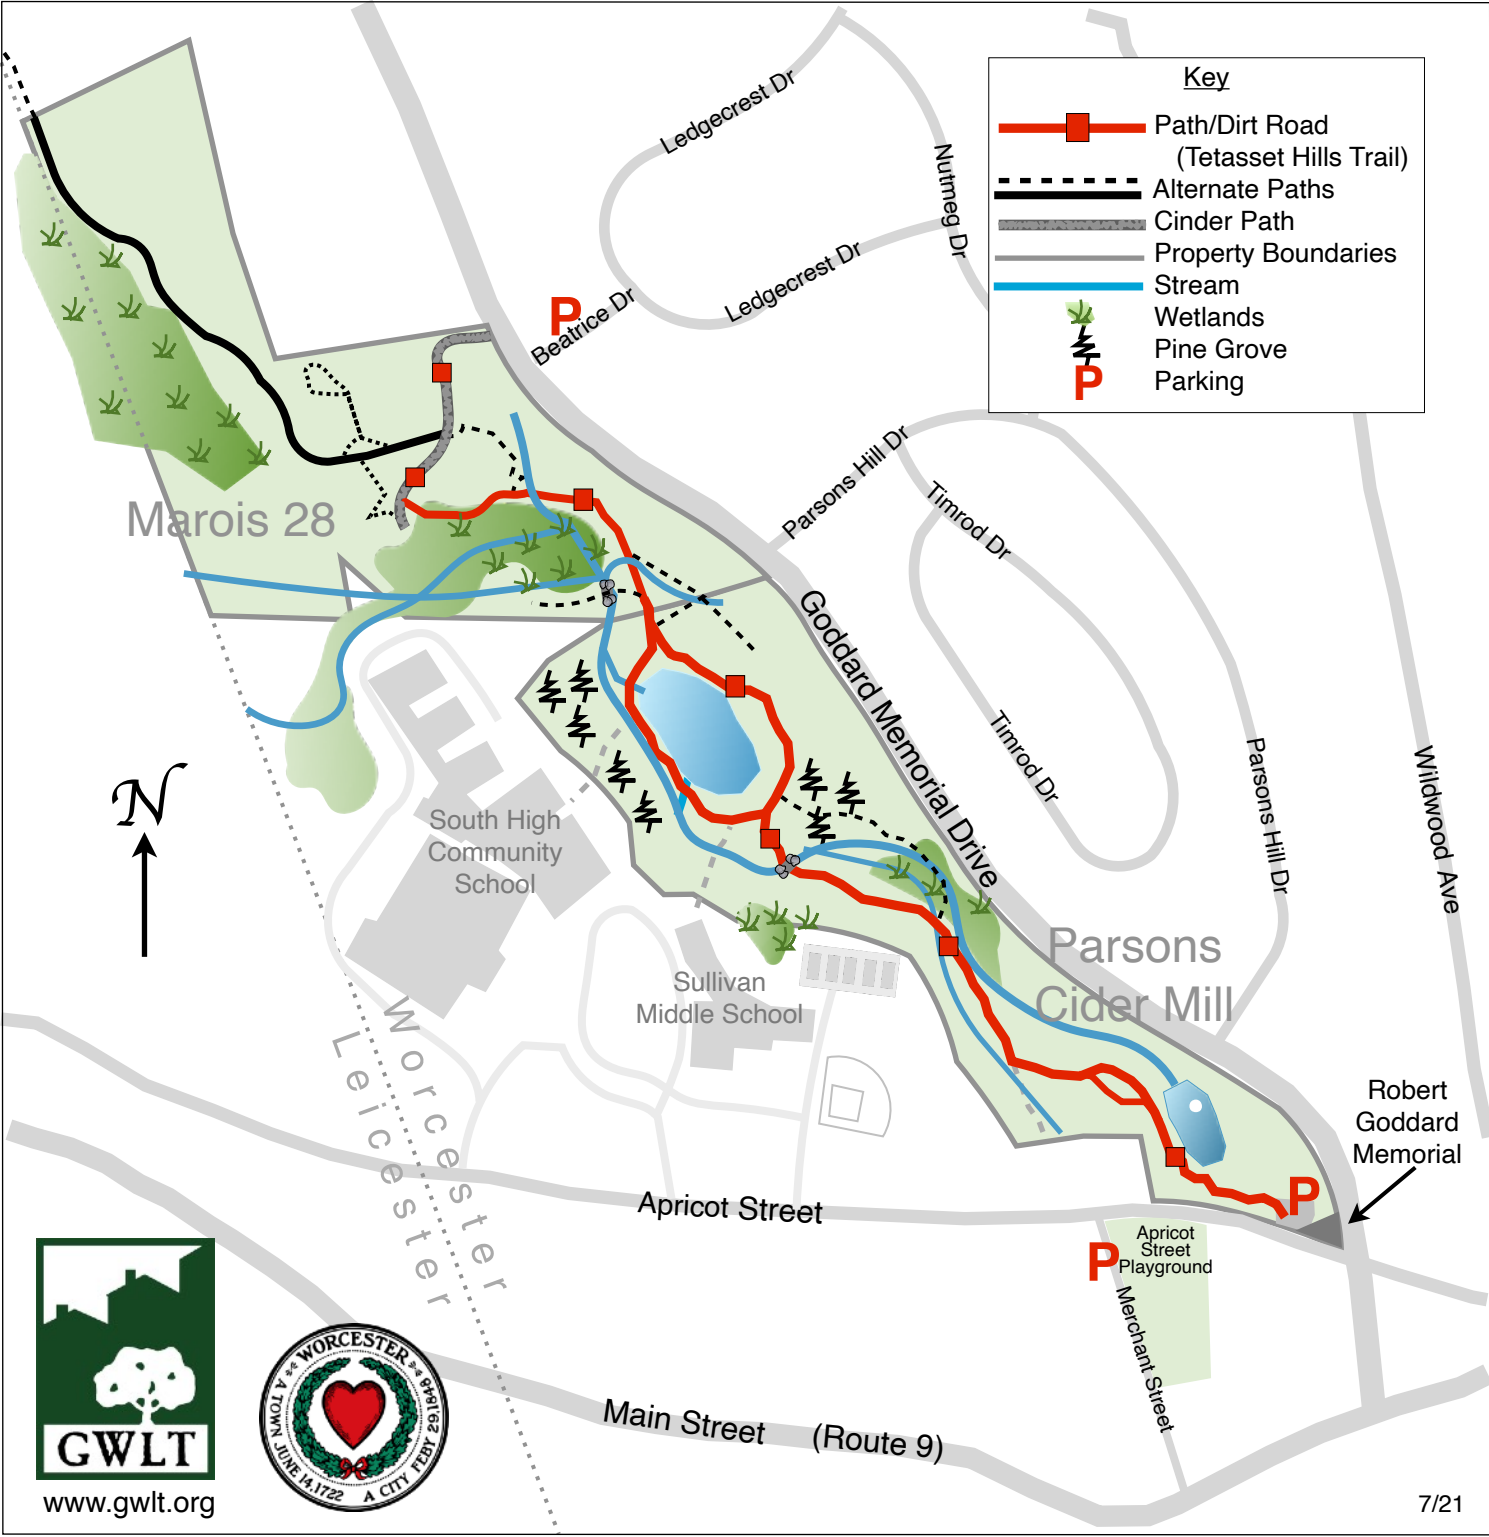 Key
Path/Dirt Road
(Tetasset Hills Trail)
Alternate Paths
Cinder Path
Property Boundaries
Stream
Wetlands
Pine Grove
P
Parking
Ledgecrest Dr
Nutmeg Dr
Ledgecrest Dr
P
Beatrice Dr
Parsons Hill Dr
Timrod Dr
Marois 28
Goddard Memorial Drive
Timrod Dr
Parsons Hill Dr
Wildwood Ave
N
South High
Community
School
Parsons
Cider Mill
Sullivan
Middle School
Worcester
Leicester
Robert
Goddard
Memorial
P
Apricot Street
Apricot
Street
Playground
P
Merchant Street
Main Street (Route 9)
GWLT
www.gwlt.org
WORCESTER
A TOWN JUNE 14,1722
A CITY FEBY 29,1848
7/21